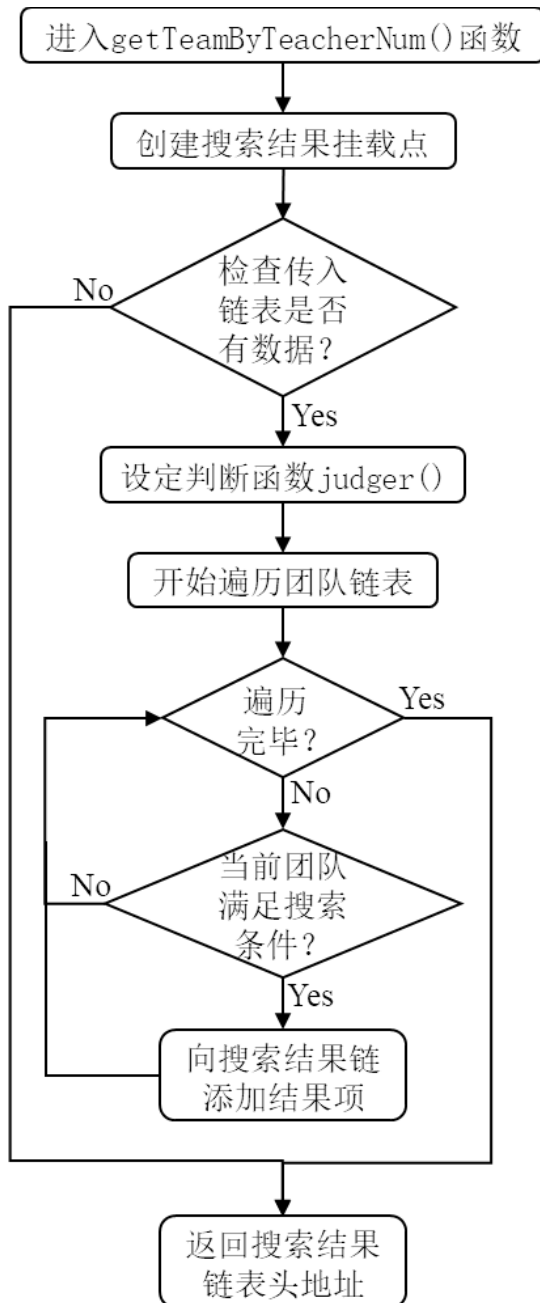 进入getTeamByTeacherNum()函数
创建搜索结果挂载点
检查传入
链表是否
有数据？
No
Yes
设定判断函数judger()
开始遍历团队链表
遍历
完毕？
Yes
No
当前团队
满足搜索
条件？
No
Yes
向搜索结果链
添加结果项
返回搜索结果
链表头地址